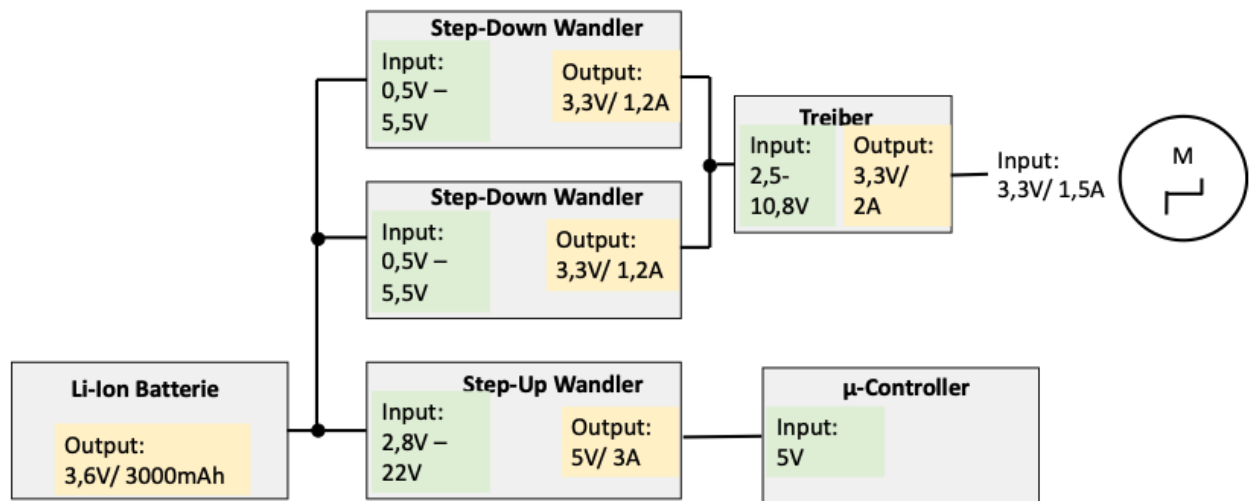 Step-Down Wandler
Input:
0,5V –
5,5V
Output:
3,3V/ 1,2A
Step-Down Wandler
Input:
0,5V –
5,5V
Output:
3,3V/ 1,2A
Treiber
Input:
2,5-
10,8V
Output:
3,3V/
2A
Input:
3,3V/ 1,5A
M
Li-Ion Batterie
Output:
3,6V/ 3000mAh
Step-Up Wandler
Input:
2,8V –
22V
Output:
5V/ 3A
μ-Controller
Input:
5V